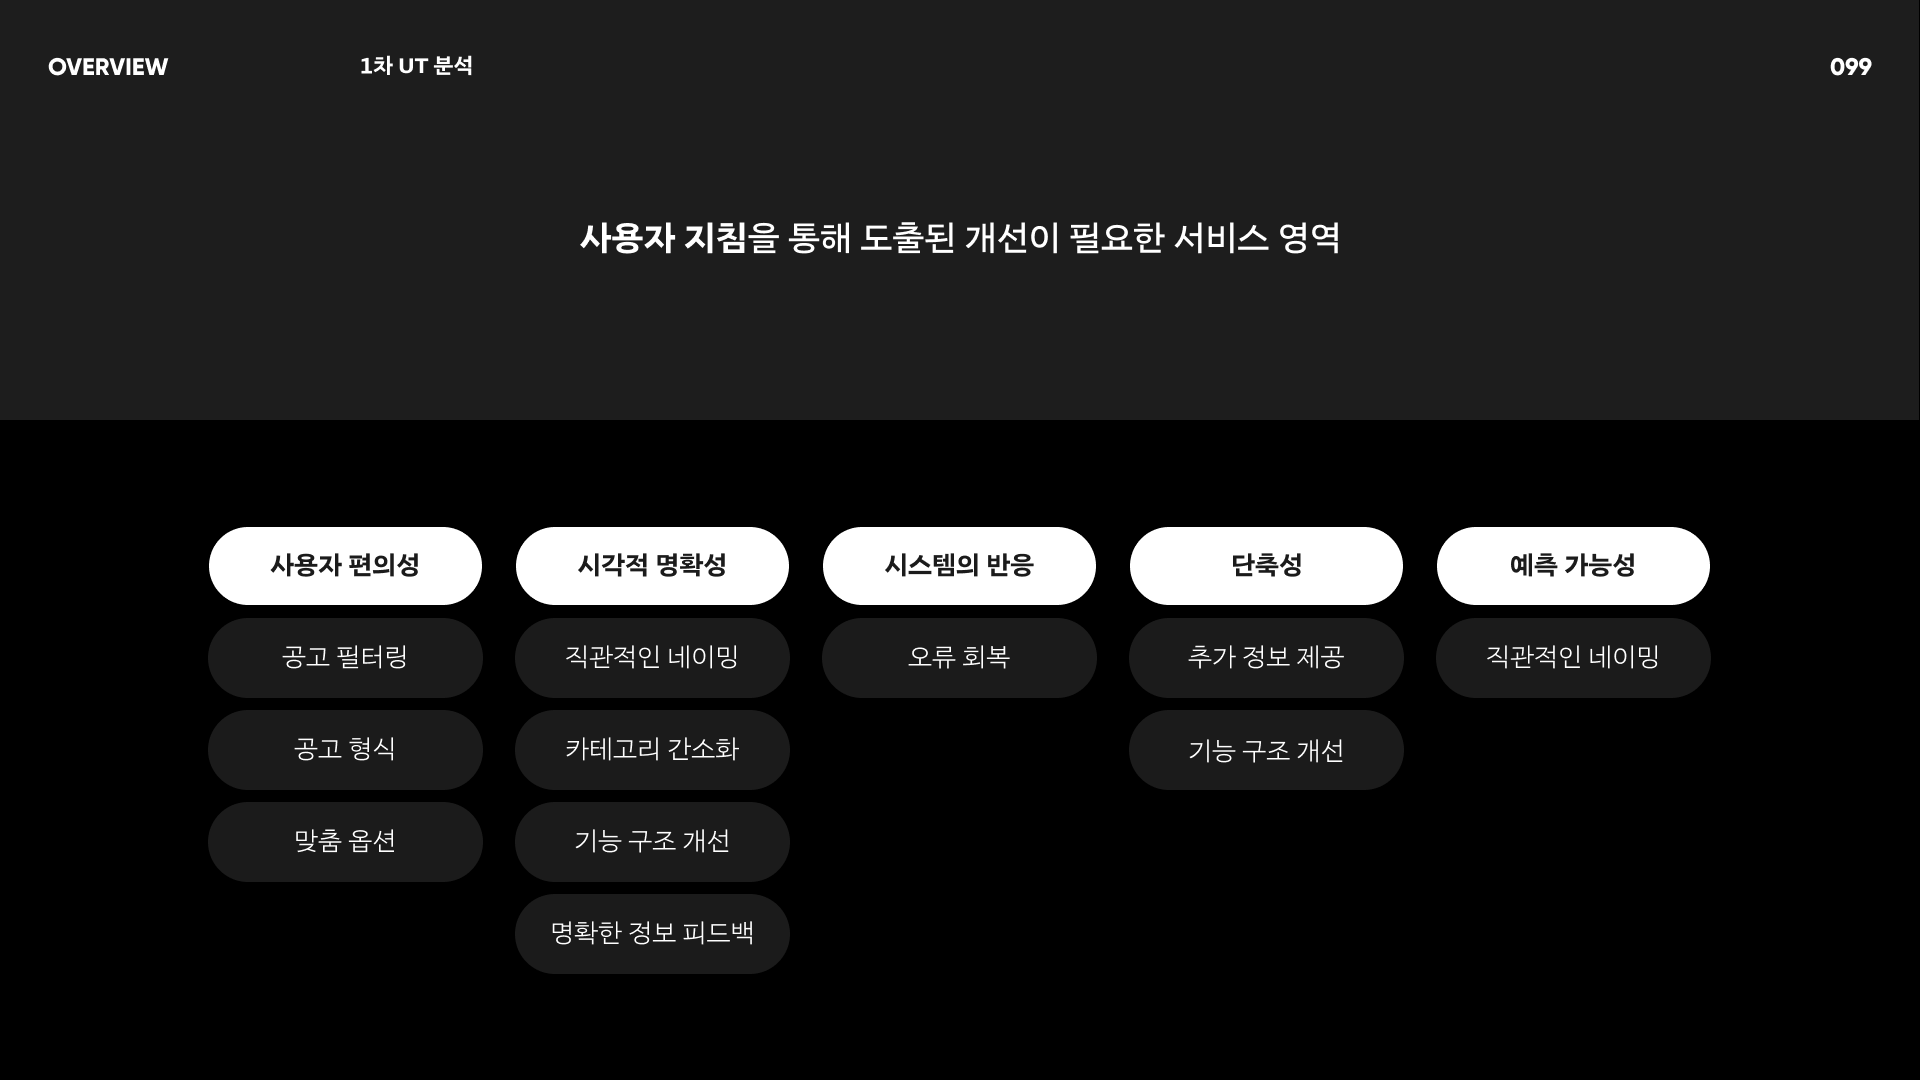 OVERVIEW
1차 UT 분석
099
사용자 지침을 통해 도출된 개선이 필요한 서비스 영역
사용자 편의성
공고 필터링
공고 형식
맞춤 옵션
시각적 명확성
직관적인 네이밍
카테고리 간소화
기능 구조 개선
명확한 정보 피드백
시스템의 반응
오류 회복
단축성
추가 정보 제공
기능 구조 개선
예측 가능성
직관적인 네이밍